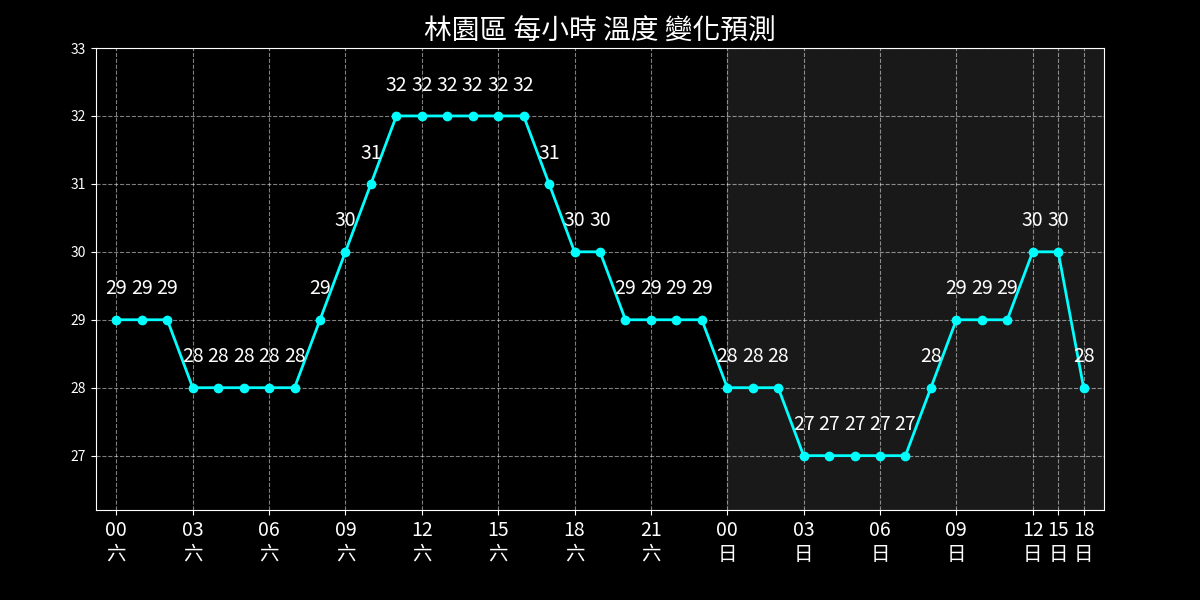 林園區 每小時 溫度 變化預測
33
32 32 32 32 32 32
32
31 31
31
30 30 30 30 30
30
29 29 29 29 29 29 29 29 29 29 29
29
28 28 28 28 28 28 28 28 28 28
28
27 27 27 27 27
27
00 03 06 09 12 15 18 21 00 03 06 09 12 15 18
六 六 六 六 六 六 六 六 日 日 日 日 日 日 日